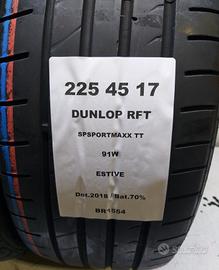 225 45 17
DUNLOP RFT
SPSPORTMAXX TT
91W
ESTIVE
Dot.2018 /Bat.70%
BR1554